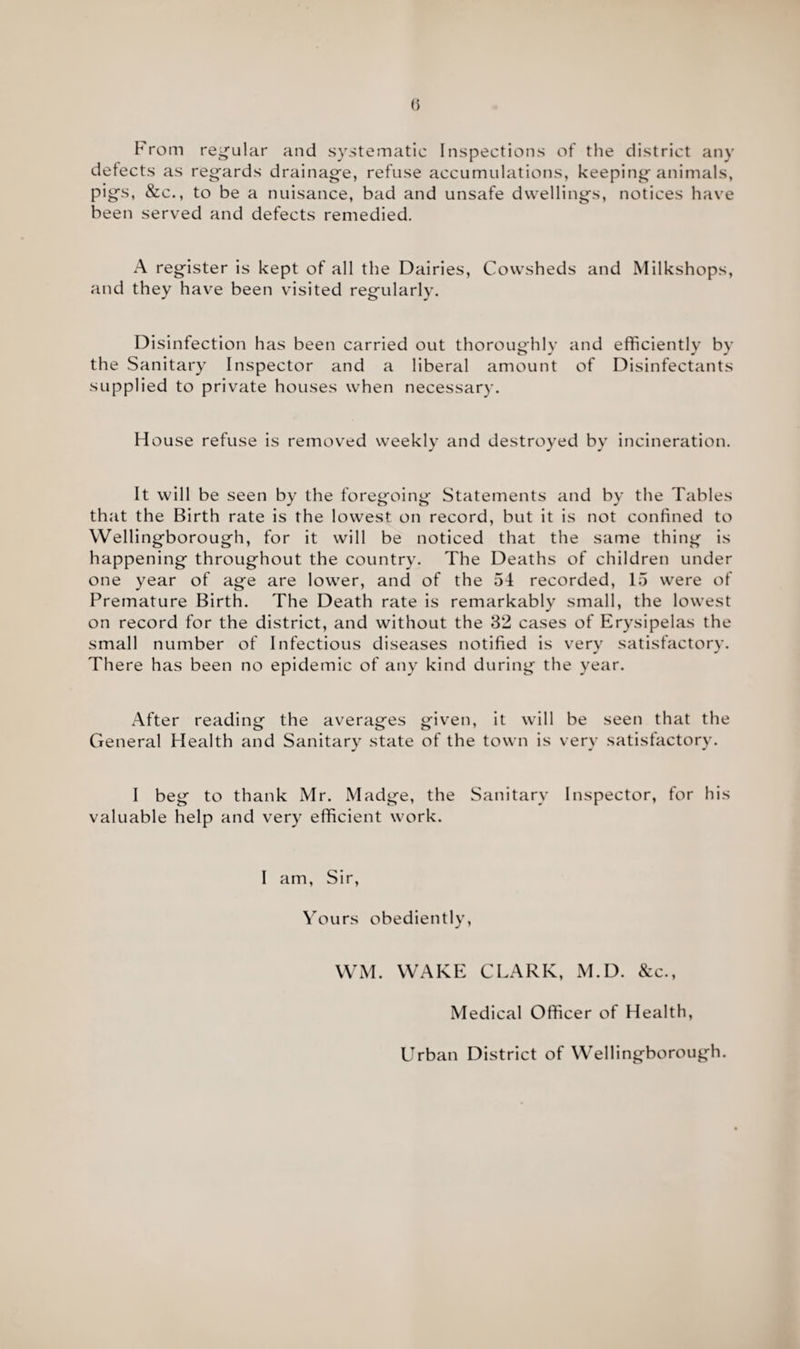 6
From regular and systematic Inspections of the district any
defects as regards drainage, refuse accumulations, keeping animals,
pigs, &c., to be a nuisance, bad and unsafe dwellings, notices have
been served and defects remedied.
A register is kept of all the Dairies, Cowsheds and Milkshops,
and they have been visited regularly.
Disinfection has been carried out thoroughly and efficiently by
the Sanitary Inspector and a liberal amount of Disinfectants
supplied to private houses when necessary.
House refuse is removed weekly and destroyed by incineration.
It will be seen by the foregoing Statements and by the Tables
that the Birth rate is the lowest on record, but it is not confined to
Wellingborough, for it will be noticed that the same thing is
happening throughout the country. The Deaths of children under
one year of age are lower, and of the 54 recorded, 15 were of
Premature Birth. The Death rate is remarkably small, the lowest
on record for the district, and without the 32 cases of Erysipelas the
small number of Infectious diseases notified is very satisfactory.
There has been no epidemic of any kind during the year.
After reading the averages given, it will be seen that the
General Health and Sanitary state of the town is very satisfactory.
I beg to thank Mr. Madge, the Sanitary Inspector, for his
valuable help and very efficient work.
I am, Sir,
Yours obediently,
WM. WAKE CLARK, M.D. &c.,
Medical Officer of Health,
Urban District of Wellingborough.